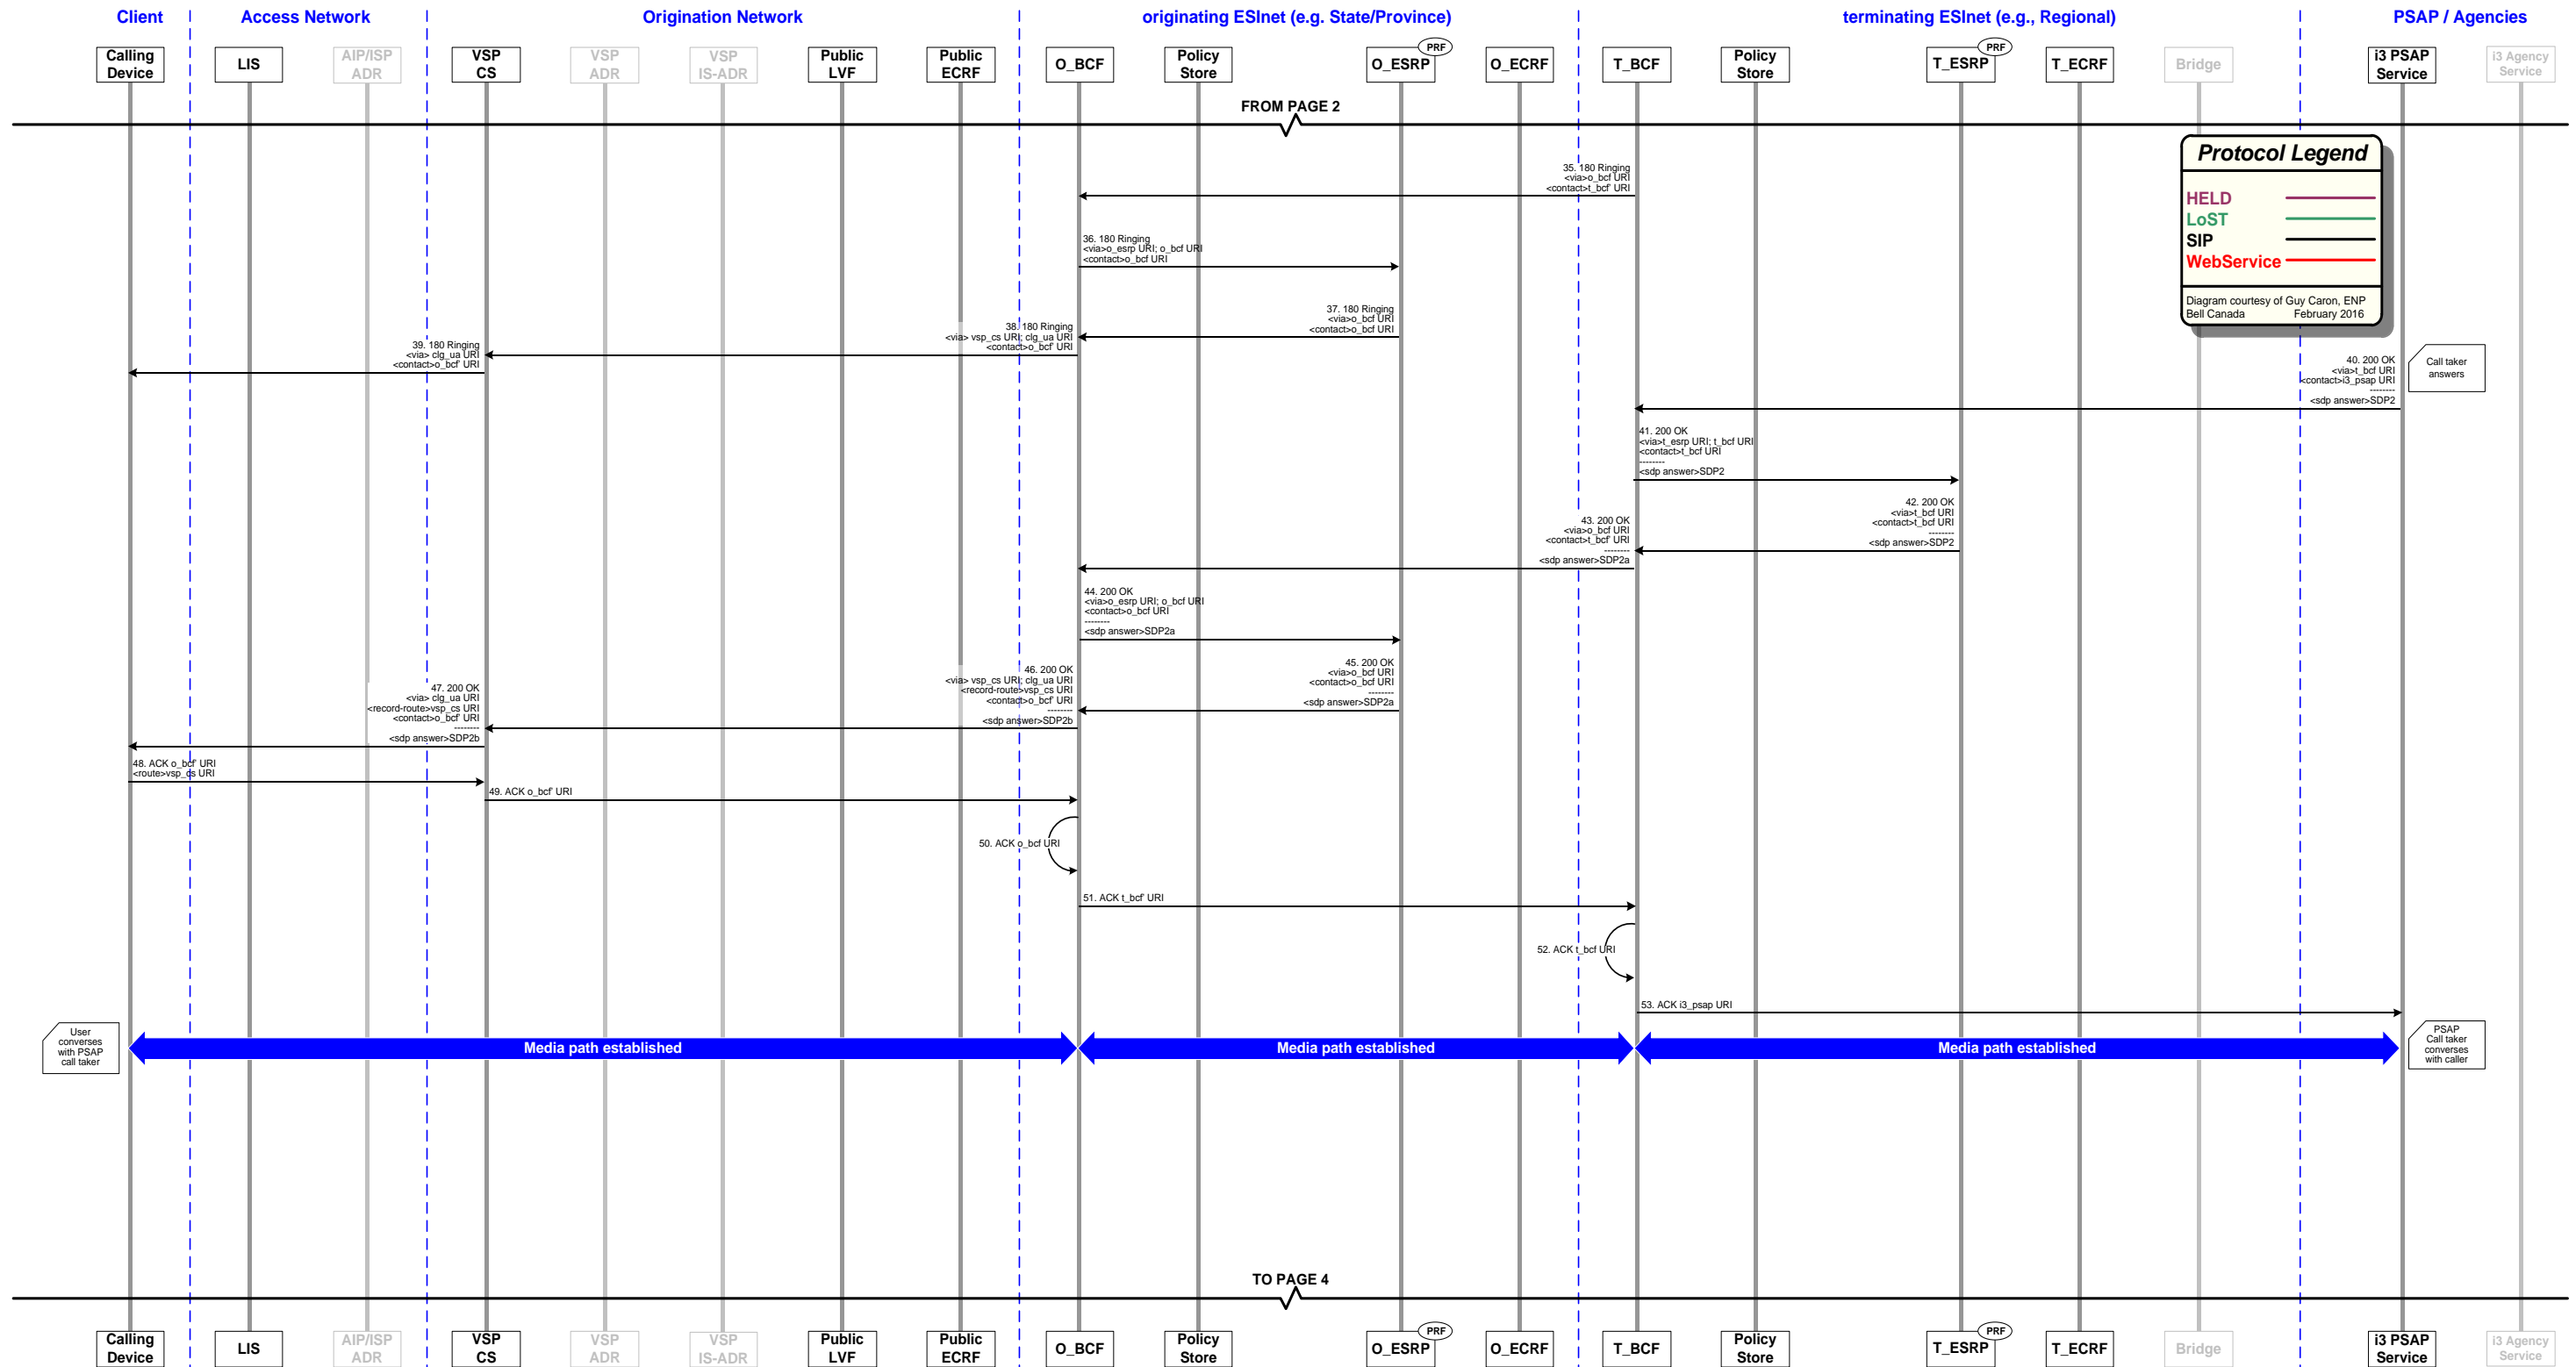 Client
Access Network
Origination Network
originating ESInet (e.g. State/Province)
terminating ESInet (e.g., Regional)
PSAP / Agencies
Calling
Device
LIS
AIP/ISP
ADR
VSP
CS
VSP
ADR
VSP
IS-ADR
Public
LVF
Public
ECRF
O_BCF
Policy
Store
O_ESRP
PRF
O_ECRF
T_BCF
Policy
Store
T_ESRP
PRF
T_ECRF
Bridge
i3 PSAP
Service
i3 Agency
Service
FROM PAGE 2
Protocol Legend
HELD
LoST
SIP
WebService
Diagram courtesy of Guy Caron, ENP
Bell Canada February 2016
35. 180 Ringing
<via>o_bcf URI
<contact>t_bcf' URI
36. 180 Ringing
<via>o_esrp URI; o_bcf URI
<contact>o_bcf URI
37. 180 Ringing
<via>o_bcf URI
<contact>o_bcf URI
38. 180 Ringing
<via> vsp_cs URI; clg_ua URI
<contact>o_bcf' URI
39. 180 Ringing
<via> clg_ua URI
<contact>o_bcf' URI
40. 200 OK
<via>t_bcf URI
<contact>i3_psap URI
--------
<sdp answer>SDP2
Call taker
answers
41. 200 OK
<via>t_esrp URI; t_bcf URI
<contact>t_bcf URI
--------
<sdp answer>SDP2
42. 200 OK
<via>t_bcf URI
<contact>t_bcf URI
--------
<sdp answer>SDP2
43. 200 OK
<via>o_bcf URI
<contact>t_bcf' URI
--------
<sdp answer>SDP2a
44. 200 OK
<via>o_esrp URI; o_bcf URI
<contact>o_bcf URI
--------
<sdp answer>SDP2a
45. 200 OK
<via>o_bcf URI
<contact>o_bcf URI
--------
<sdp answer>SDP2a
46. 200 OK
<via> vsp_cs URI; clg_ua URI
<record-route>vsp_cs URI
<contact>o_bcf' URI
--------
<sdp answer>SDP2b
47. 200 OK
<via> clg_ua URI
<record-route>vsp_cs URI
<contact>o_bcf' URI
--------
<sdp answer>SDP2b
48. ACK o_bcf' URI
<route>vsp_cs URI
49. ACK o_bcf' URI
50. ACK o_bcf URI
51. ACK t_bcf' URI
52. ACK t_bcf URI
53. ACK i3_psap URI
User
converses
with PSAP
call taker
Media path established
Media path established
Media path established
PSAP
Call taker
converses
with caller
TO PAGE 4
Calling
Device
LIS
AIP/ISP
ADR
VSP
CS
VSP
ADR
VSP
IS-ADR
Public
LVF
Public
ECRF
O_BCF
Policy
Store
O_ESRP
PRF
O_ECRF
T_BCF
Policy
Store
T_ESRP
PRF
T_ECRF
Bridge
i3 PSAP
Service
i3 Agency
Service